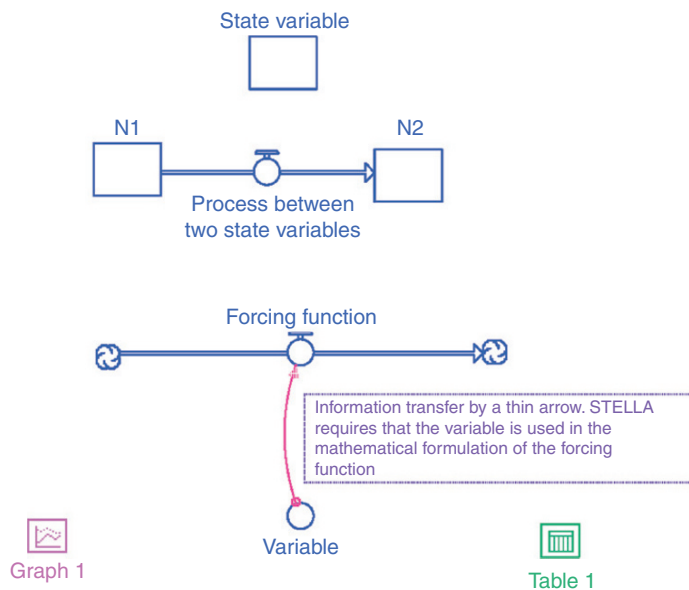 State variable
N1
N2
Process between
two state variables
Forcing function
Information transfer by a thin arrow. STELLA
requires that the variable is used in the
mathematical formulation of the forcing
function
Variable
Graph 1
Table 1